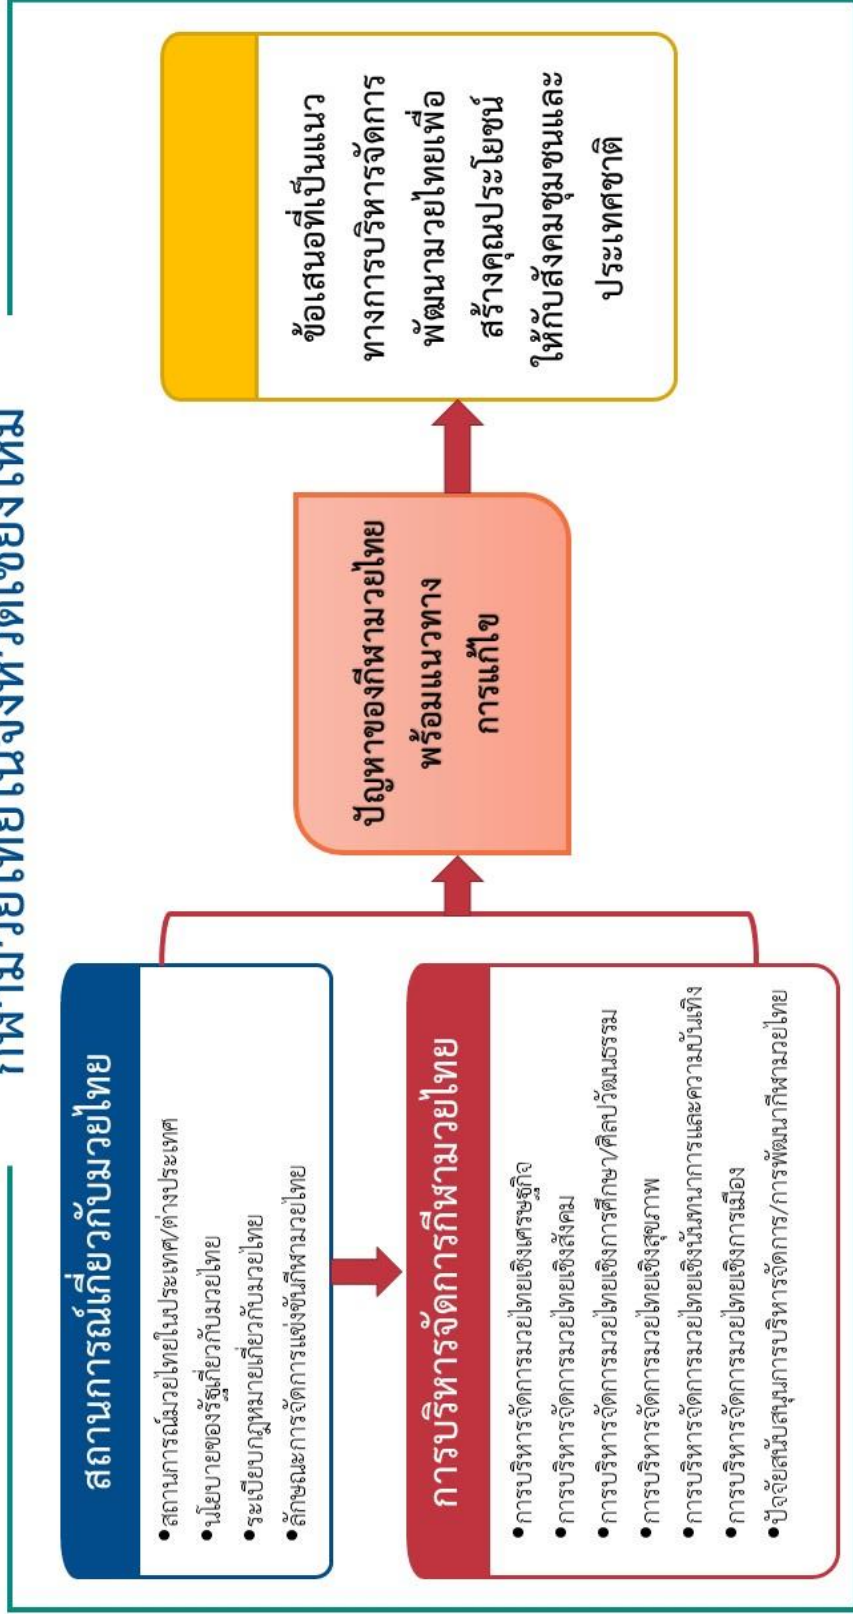 กีฬามวยไทยในจังหวัดเชียงใหม่
สถานการณ์เกี่ยวกับมวยไทย
•สถานการณ์มวยไทยในประเทศ/ต่างประเทศ
•นโยบายของรัฐเกี่ยวกับมวยไทย
•ระเบียบกฎหมายเกี่ยวกับมวยไทย
•ลักษณะการจัดการแข่งขันกีฬามวยไทย
การบริหารจัดการกีฬามวยไทย
•การบริหารจัดการมวยไทยเชิงเศรษฐกิจ
•การบริหารจัดการมวยไทยเชิงสังคม
•การบริหารจัดการมวยไทยเชิงการศึกษา/ศิลปวัฒนธรรม
•การบริหารจัดการมวยไทยเชิงสุขภาพ
•การบริหารจัดการมวยไทยเชิงนันทนาการและความบันเทิง
•การบริหารจัดการมวยไทยเชิงการเมือง
•ปัจจัยสนับสนุนการบริหารจัดการ/การพัฒนากีฬามวยไทย
ปัญหาของกีฬามวยไทย
พร้อมแนวทาง
การแก้ไข
ข้อเสนอที่เป็นแนว
ทางการบริหารจัดการ
พัฒนามวยไทยเพื่อ
สร้างคุณประโยชน์
ให้กับสังคมชุมชนและ
ประเทศชาติ